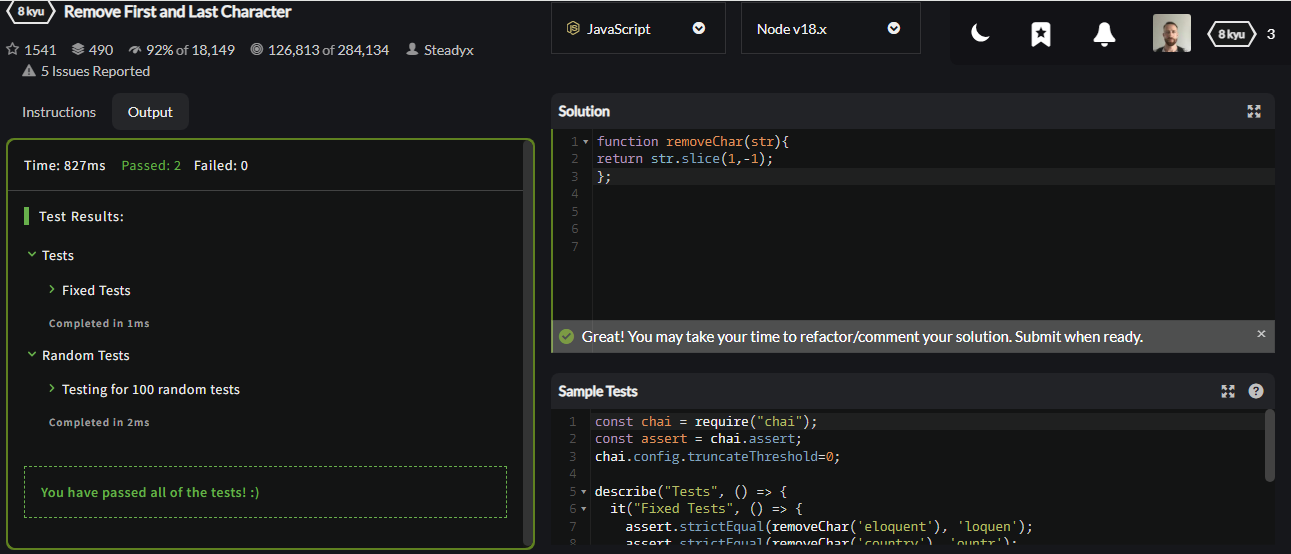 8 kyu Remove First and Last Character
1541 490 92% of 18,149 126,813 of 284,134 Steadyx
5 Issues Reported
JavaScript
Node v18.x
8 kyu 3
Instructions Output
Time: 827ms Passed: 2 Failed: 0
Test Results:
Tests
Fixed Tests
Completed in 1ms
Random Tests
Testing for 100 random tests
Completed in 2ms
You have passed all of the tests! :)
Solution
1 function removeChar(str){
2 return str.slice(1,-1);
3 };
4
5
6
7
Great! You may take your time to refactor/comment your solution. Submit when ready. ×
Sample Tests ?
1 const chai = require("chai");
2 const assert = chai.assert;
3 chai.config.truncateThreshold=0;
4
5 describe("Tests", () => {
6 it("Fixed Tests", () => {
7 assert.strictEqual(removeChar('eloquent'), 'loquen');
8 assert.strictEqual(removeChar('country'), 'ountr');